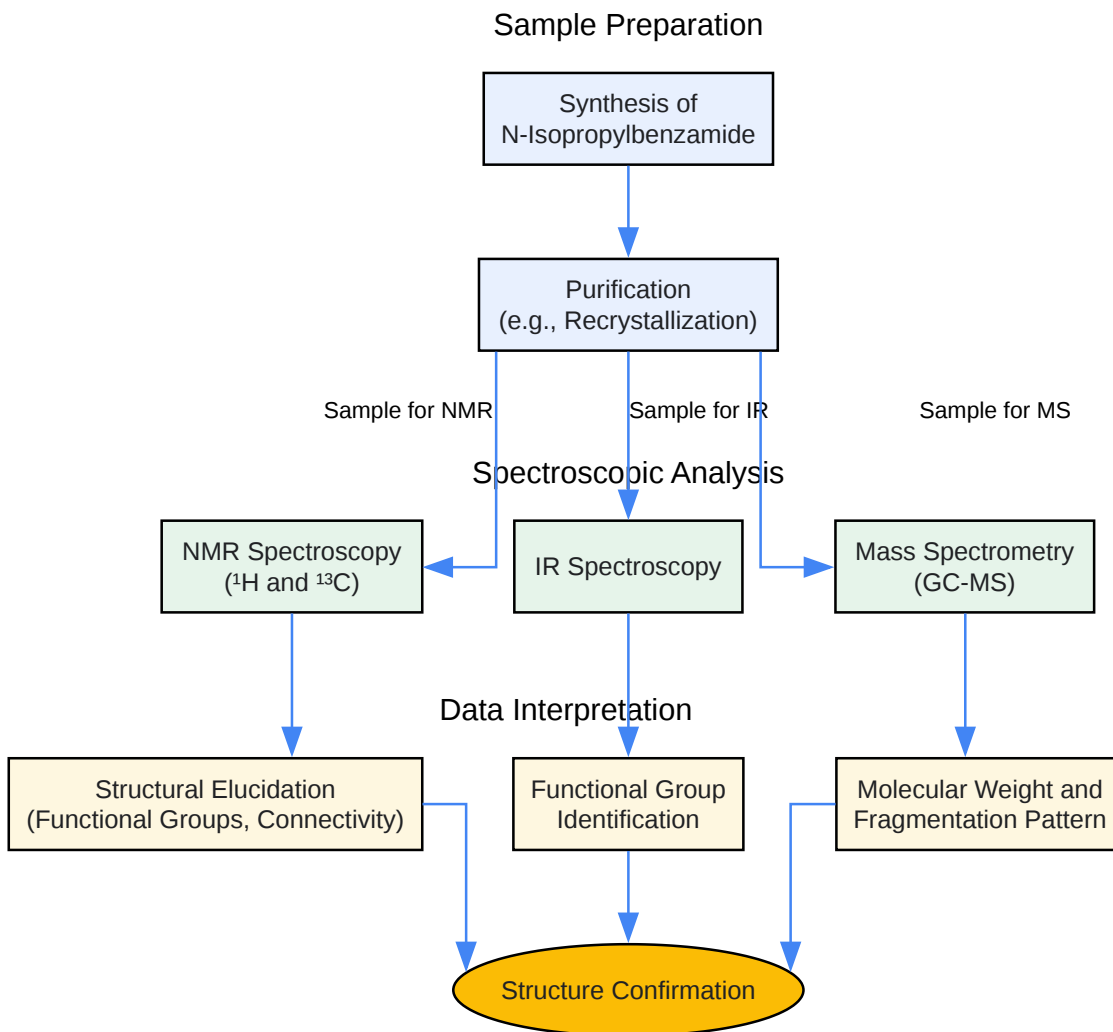 Sample Preparation
Synthesis of
N-Isopropylbenzamide
Purification
(e.g., Recrystallization)
Sample for NMR
Sample for IR
Sample for MS
Spectroscopic Analysis
NMR Spectroscopy
(¹H and ¹³C)
IR Spectroscopy
Mass Spectrometry
(GC-MS)
Data Interpretation
Structural Elucidation
(Functional Groups, Connectivity)
Functional Group
Identification
Molecular Weight and
Fragmentation Pattern
Structure Confirmation